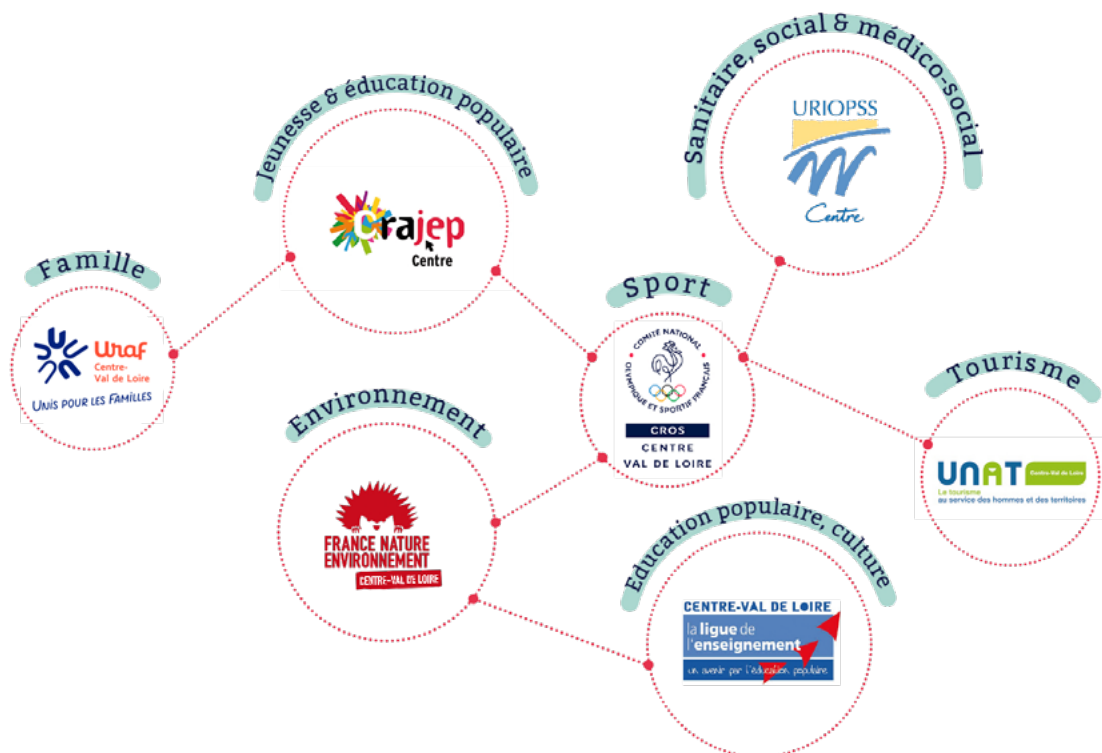 Sanitaire, social & médico-social
URIOPSS
Centre
Jeunesse & éducation populaire
crajep
Centre
Famille
Uraf
Centre-
Val de Loire
UNIS POUR LES FAMILLES
Sport
COMITÉ NATIONAL
OLYMPIQUE ET SPORTIF FRANÇAIS
CROS
CENTRE
VAL DE LOIRE
Tourisme
UNAT Centre-Val de Loire
Le tourisme
au service des hommes et des territoires
Environnement
FRANCE NATURE
ENVIRONNEMENT
CENTRE-VAL DE LOIRE
Education populaire, culture
CENTRE-VAL DE LOIRE
la ligue de
l'enseignement
un avenir par l'éducation populaire